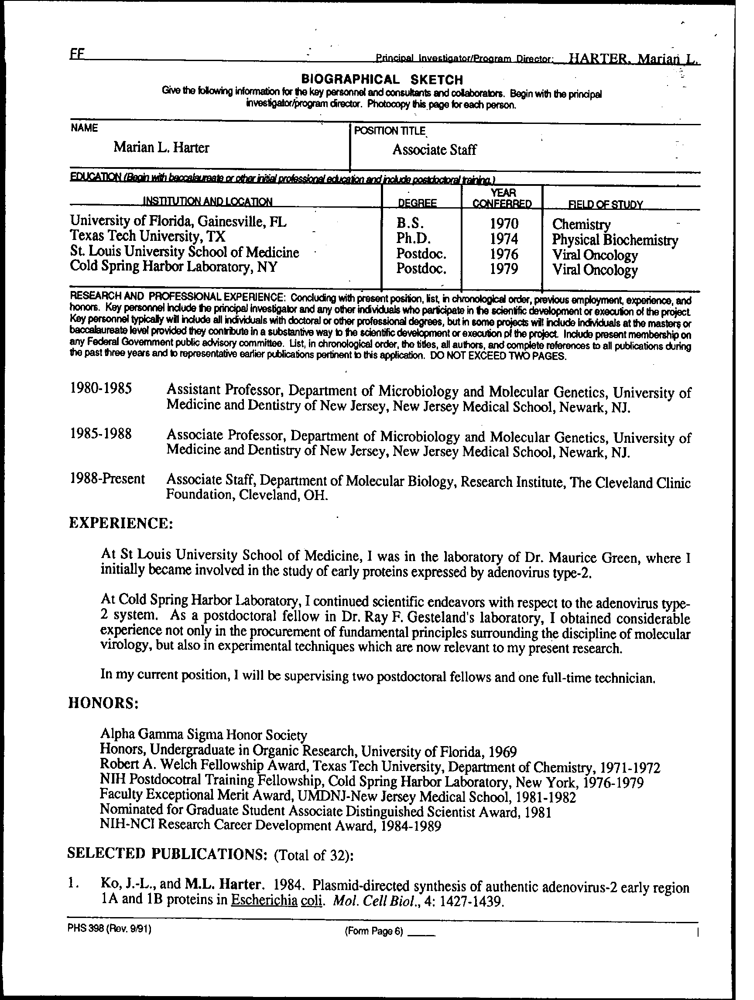 FF
Principal Investigator/Program Director: HARTER, Marian L.
BIOGRAPHICAL SKETCH
Give the following information for the key personnel and consultants and collaborators. Begin with the principal
investigator/program director. Photocopy this page for each person.
NAME
POSITION TITLE
Marian L. Harter
Associate Staff
EDUCATION (Begin with baccalaureate or other initial professional education and include postdoctoral training.)
INSTITUTION AND LOCATION DEGREE YEAR CONFERRED FIELD OF STUDY
University of Florida, Gainesville, FL B.S. 1970 Chemistry
Texas Tech University, TX Ph.D. 1974 Physical Biochemistry
St. Louis University School of Medicine Postdoc. 1976 Viral Oncology
Cold Spring Harbor Laboratory, NY Postdoc. 1979 Viral Oncology
RESEARCH AND PROFESSIONAL EXPERIENCE: Concluding with present position, list, in chronological order, previous employment, experience, and
honors. Key personnel include the principal investigator and any other individuals who participate in the scientific development or execution of the project.
Key personnel typically will include all individuals with doctoral or other professional degrees, but in some projects will include individuals at the masters or
baccalaureate level provided they contribute in a substantive way to the scientific development or execution of the project. Include present membership on
any Federal Government public advisory committee. List, in chronological order, the titles, all authors, and complete references to all publications during
the past three years and to representative earlier publications pertinent to this application. DO NOT EXCEED TWO PAGES.
1980-1985 Assistant Professor, Department of Microbiology and Molecular Genetics, University of
Medicine and Dentistry of New Jersey, New Jersey Medical School, Newark, NJ.
1985-1988 Associate Professor, Department of Microbiology and Molecular Genetics, University of
Medicine and Dentistry of New Jersey, New Jersey Medical School, Newark, NJ.
1988-Present Associate Staff, Department of Molecular Biology, Research Institute, The Cleveland Clinic
Foundation, Cleveland, OH.
EXPERIENCE:
At St Louis University School of Medicine, I was in the laboratory of Dr. Maurice Green, where I
initially became involved in the study of early proteins expressed by adenovirus type-2.
At Cold Spring Harbor Laboratory, I continued scientific endeavors with respect to the adenovirus type-
2 system. As a postdoctoral fellow in Dr. Ray F. Gesteland's laboratory, I obtained considerable
experience not only in the procurement of fundamental principles surrounding the discipline of molecular
virology, but also in experimental techniques which are now relevant to my present research.
In my current position, I will be supervising two postdoctoral fellows and one full-time technician.
HONORS:
Alpha Gamma Sigma Honor Society
Honors, Undergraduate in Organic Research, University of Florida, 1969
Robert A. Welch Fellowship Award, Texas Tech University, Department of Chemistry, 1971-1972
NIH Postdocotral Training Fellowship, Cold Spring Harbor Laboratory, New York, 1976-1979
Faculty Exceptional Merit Award, UMDNJ-New Jersey Medical School, 1981-1982
Nominated for Graduate Student Associate Distinguished Scientist Award, 1981
NIH-NCI Research Career Development Award, 1984-1989
SELECTED PUBLICATIONS: (Total of 32):
1. Ko, J.-L., and M.L. Harter. 1984. Plasmid-directed synthesis of authentic adenovirus-2 early region
1A and 1B proteins in Escherichia coli. Mol. Cell Biol., 4: 1427-1439.
PHS 398 (Rev. 9/91) (Form Page 6) ____